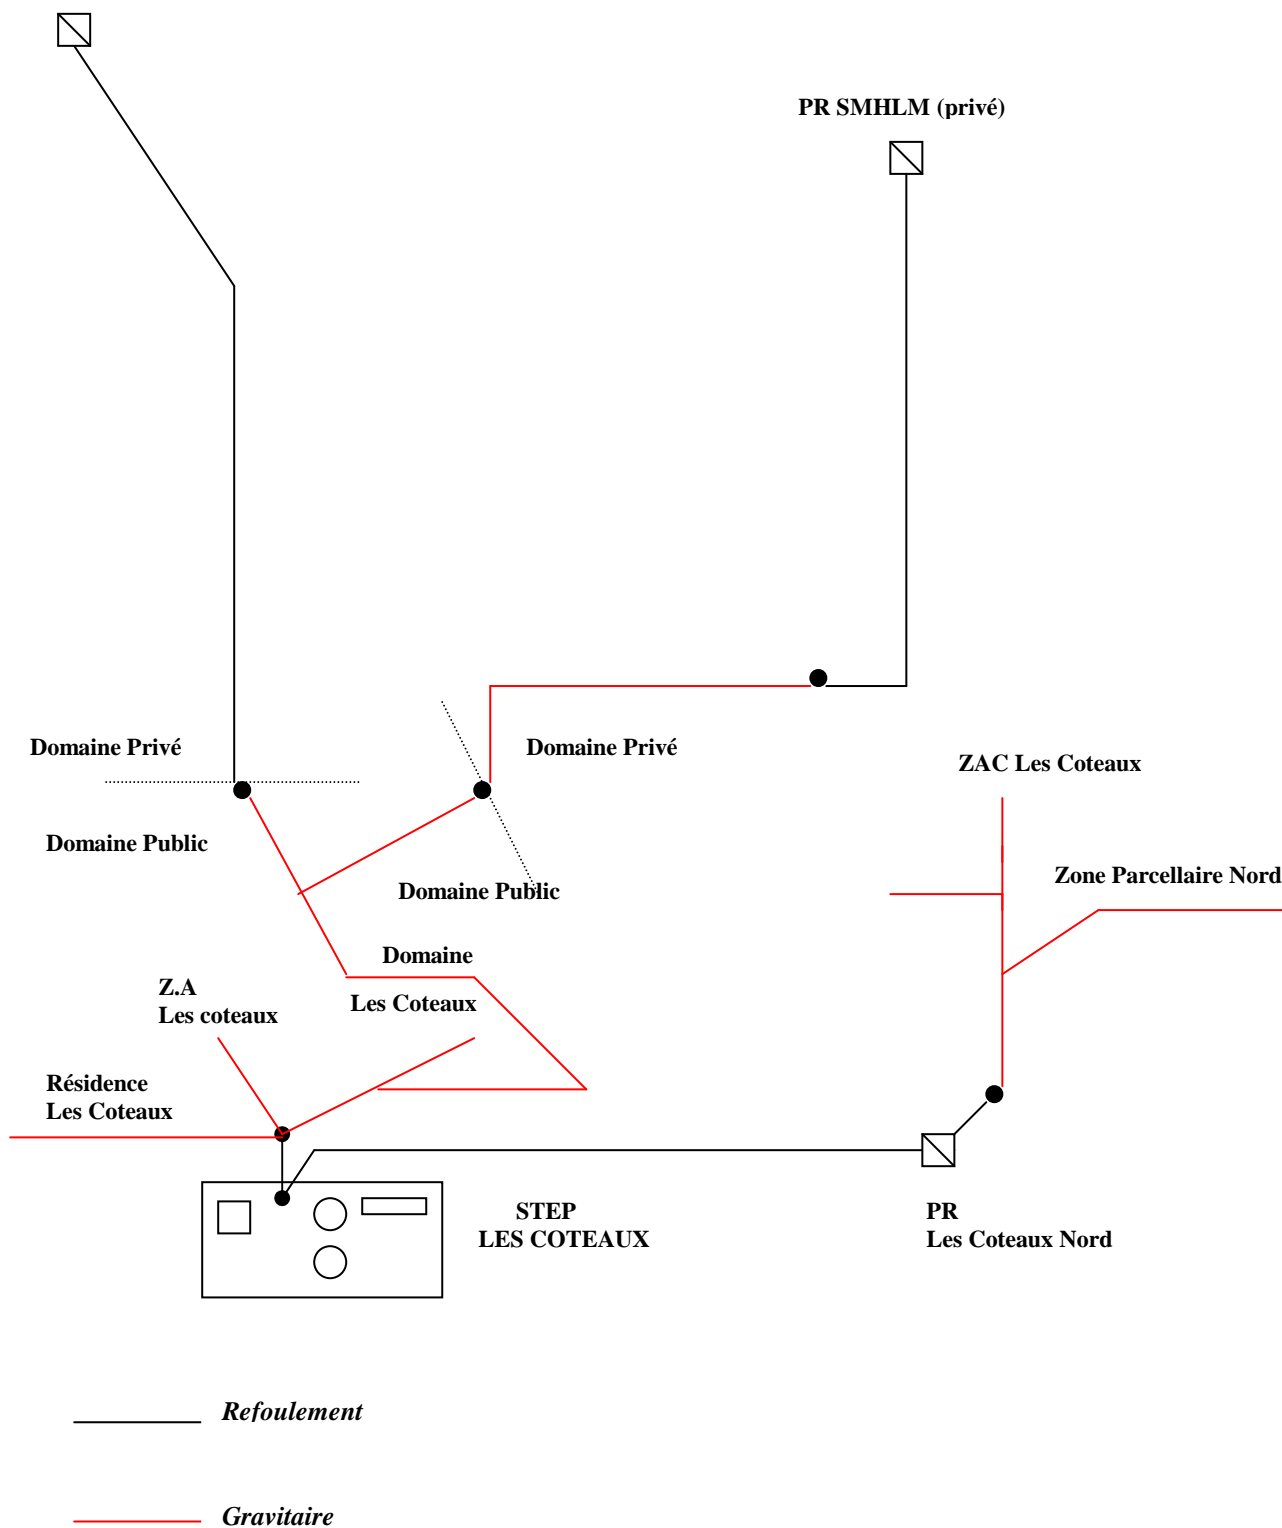 PR SMHLM (privé)
Domaine Privé
Domaine Privé
ZAC Les Coteaux
Domaine Public
Domaine Public
Zone Parcellaire Nord
Domaine
Les Coteaux
Z.A
Les coteaux
Résidence
Les Coteaux
STEP
LES COTEAUX
PR
Les Coteaux Nord
Refoulement
Gravitaire